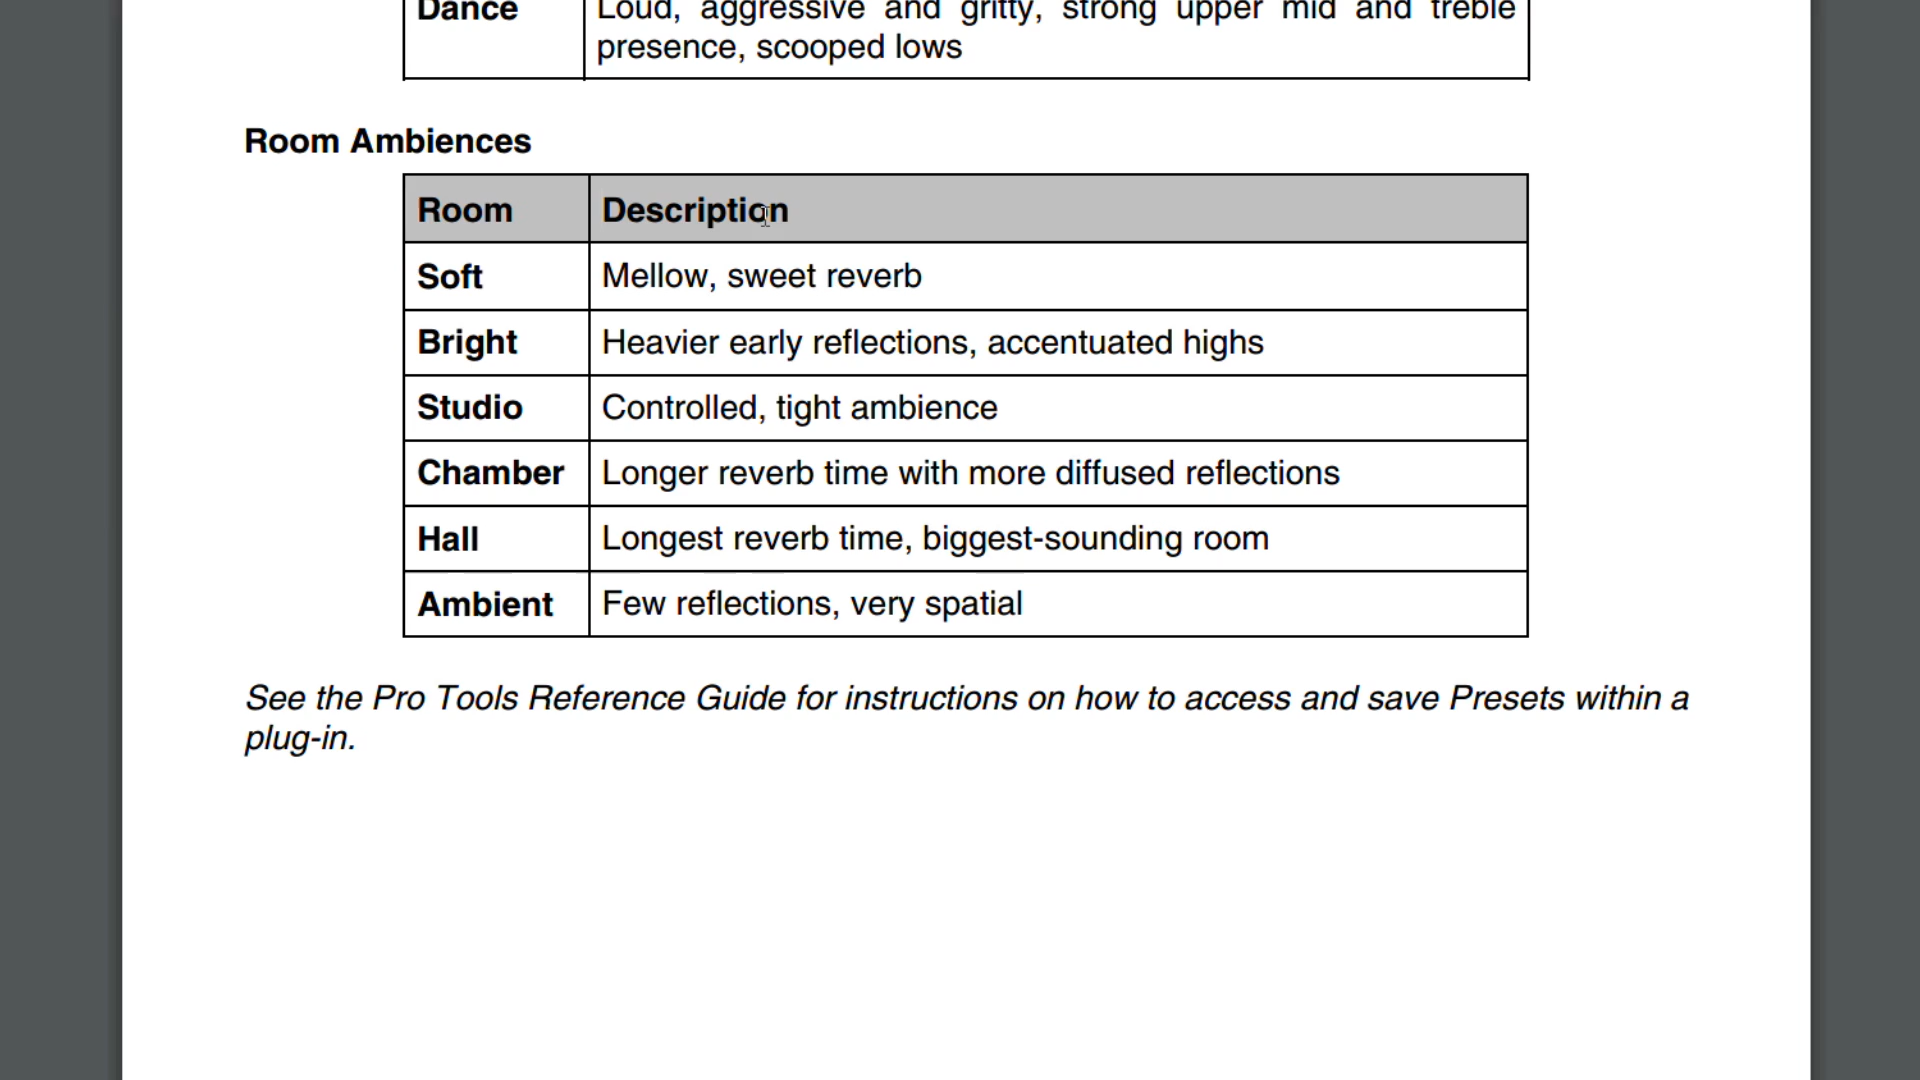 Dance Loud, aggressive and gritty, strong upper mid and treble
presence, scooped lows
Room Ambiences
Room Description
Soft Mellow, sweet reverb
Bright Heavier early reflections, accentuated highs
Studio Controlled, tight ambience
Chamber Longer reverb time with more diffused reflections
Hall Longest reverb time, biggest-sounding room
Ambient Few reflections, very spatial
See the Pro Tools Reference Guide for instructions on how to access and save Presets within a
plug-in.